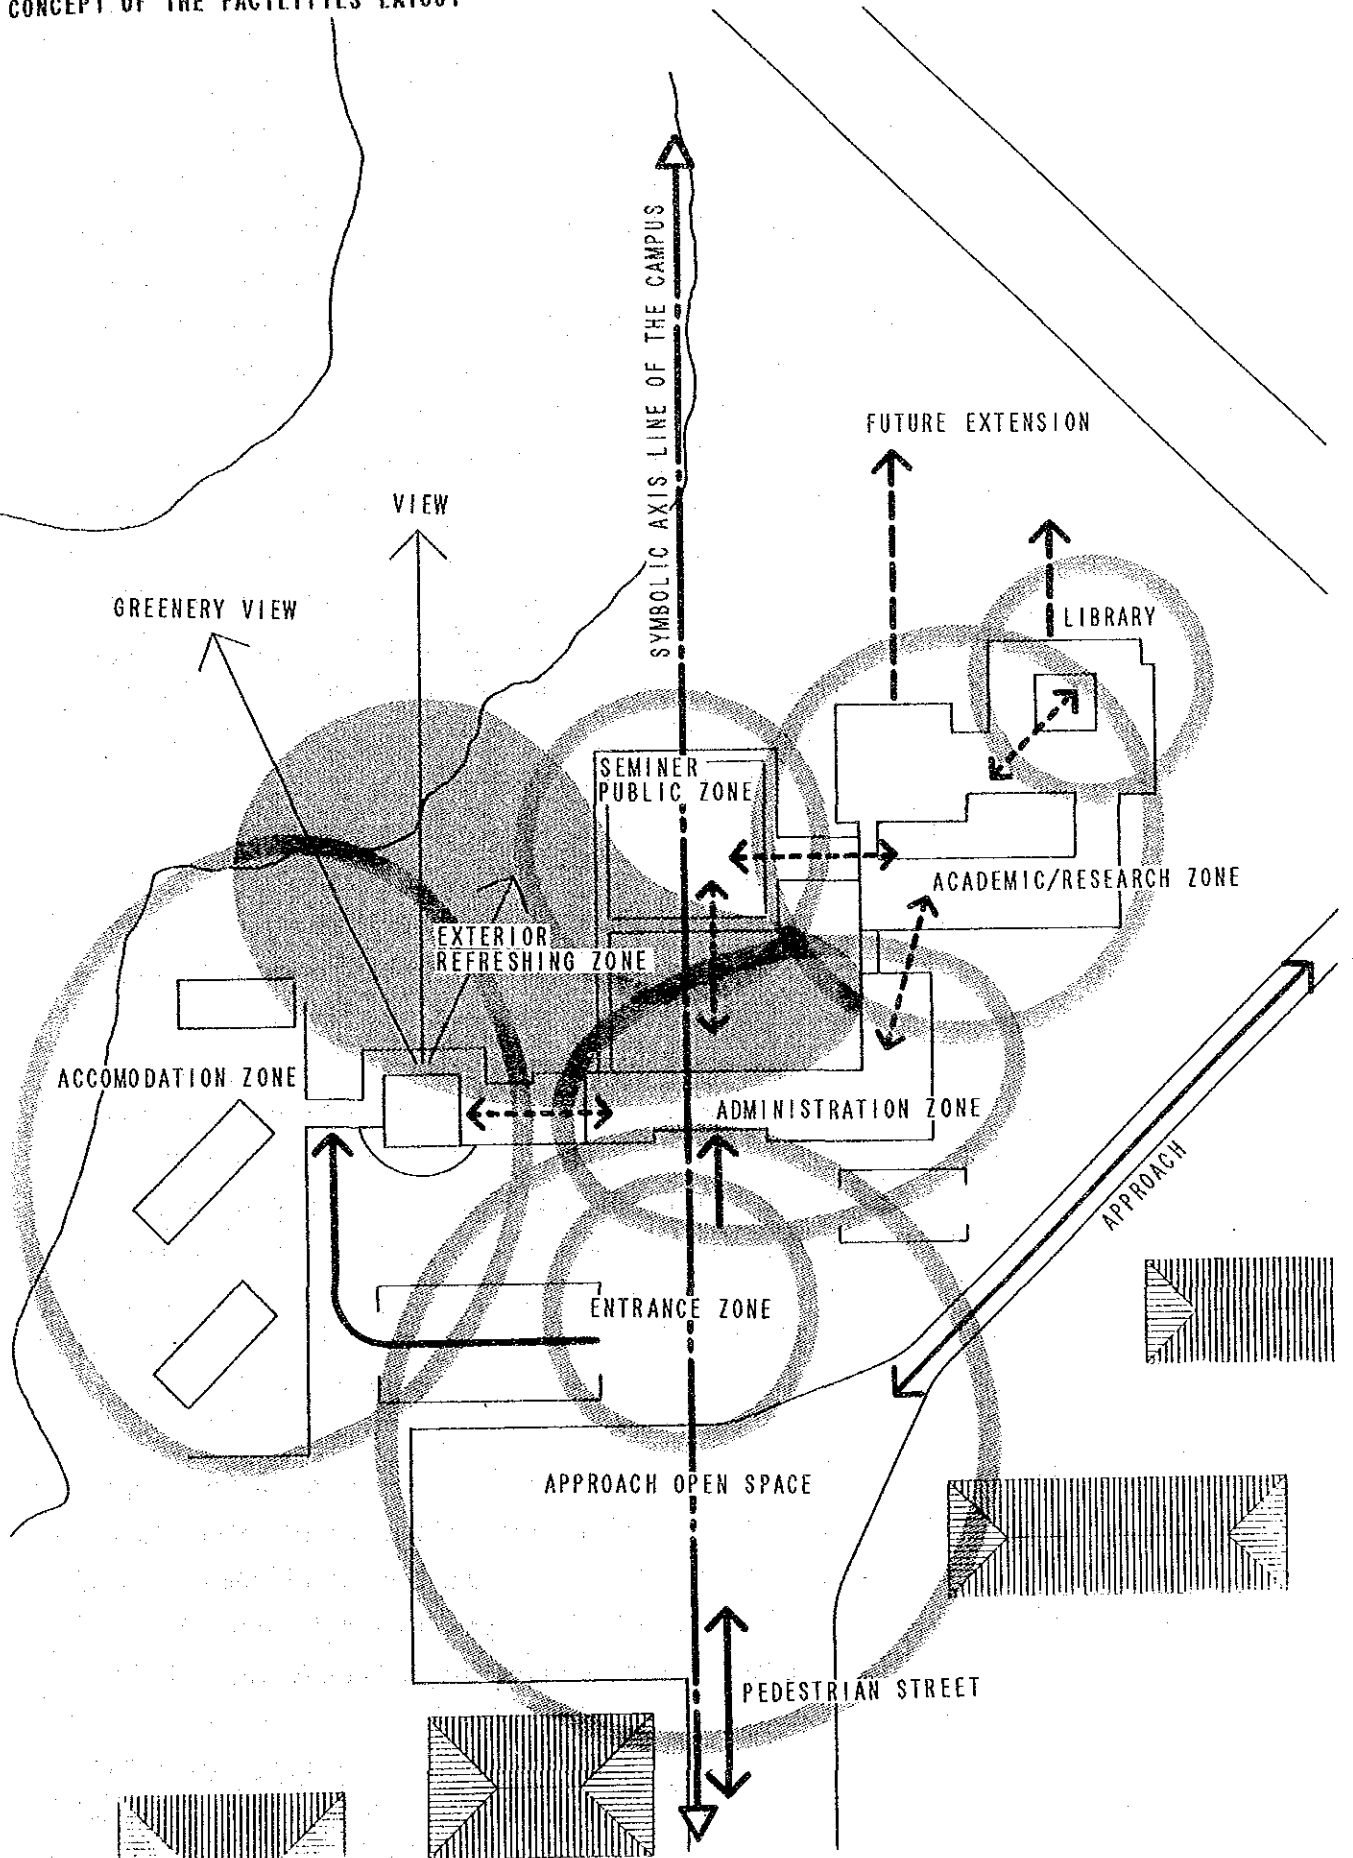 CONCEPT OF THE FACILITIES LAYOUT
SYMBOLIC AXIS LINE OF THE CAMPUS
FUTURE EXTENSION
VIEW
GREENERY VIEW
LIBRARY
SEMINER
PUBLIC ZONE
ACADEMIC/RESEARCH ZONE
EXTERIOR
REFRESHING ZONE
ACCOMODATION ZONE
ADMINISTRATION ZONE
APPROACH
ENTRANCE ZONE
APPROACH OPEN SPACE
PEDESTRIAN STREET